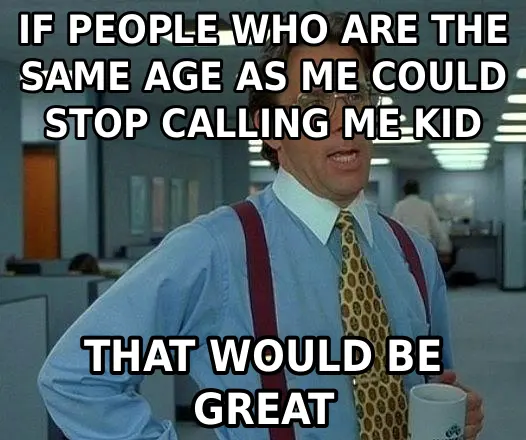 IF PEOPLE WHO ARE THE
SAME AGE AS ME COULD
STOP CALLING ME KID
THAT WOULD BE
GREAT